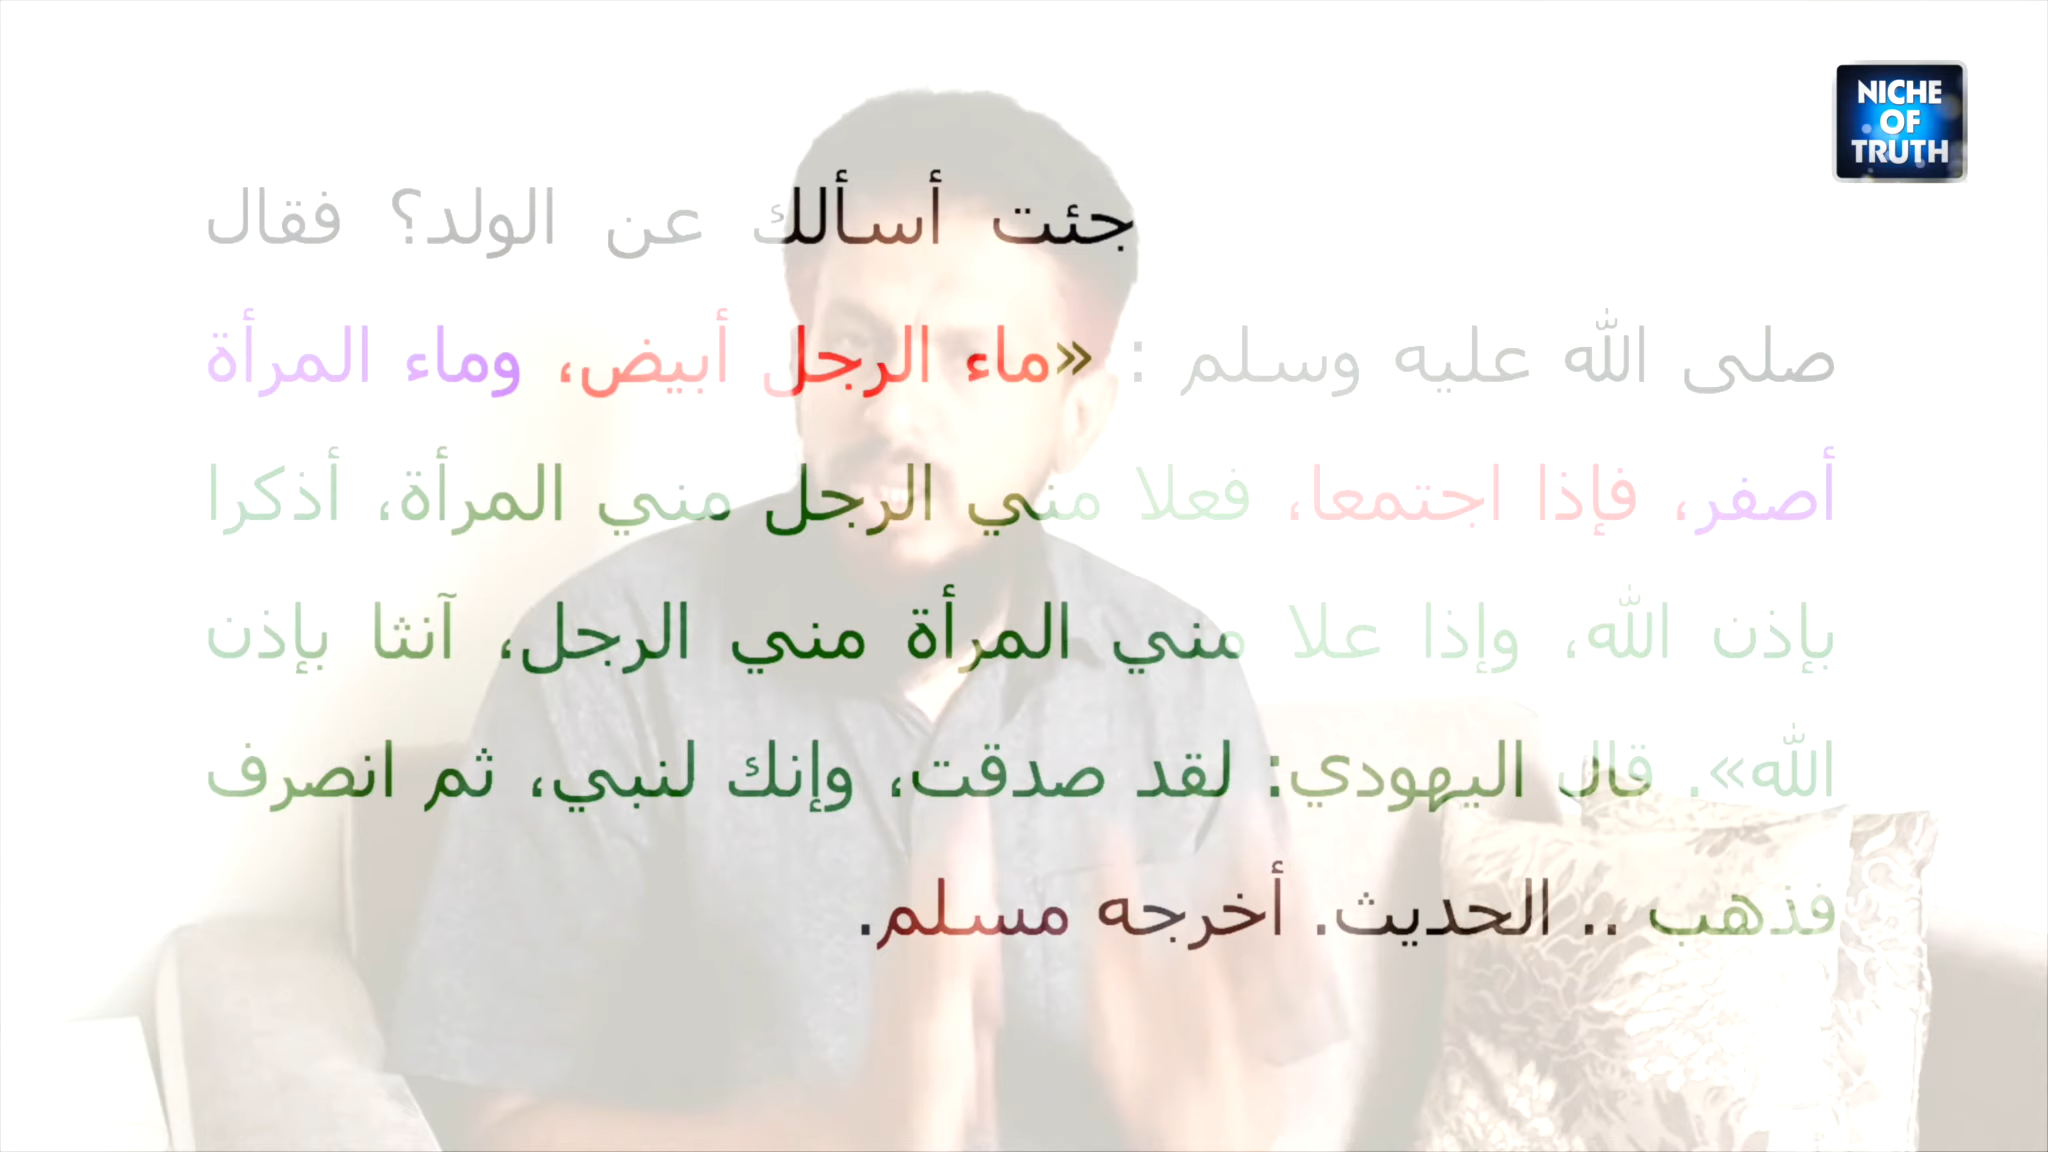 NICHE
OF
TRUTH
جئت أسألك عن الولد؟ فقال
صلى الله عليه وسلم : «ماء الرجل أبيض، وماء المرأة
أصفر، فإذا اجتمعا، فعلا مني الرجل مني المرأة، أذكرا
بإذن الله، وإذا علا مني المرأة مني الرجل، آنثا بإذن
الله». قال اليهودي: لقد صدقت، وإنك لنبي، ثم انصرف
فذهب .. الحديث. أخرجه مسلم.